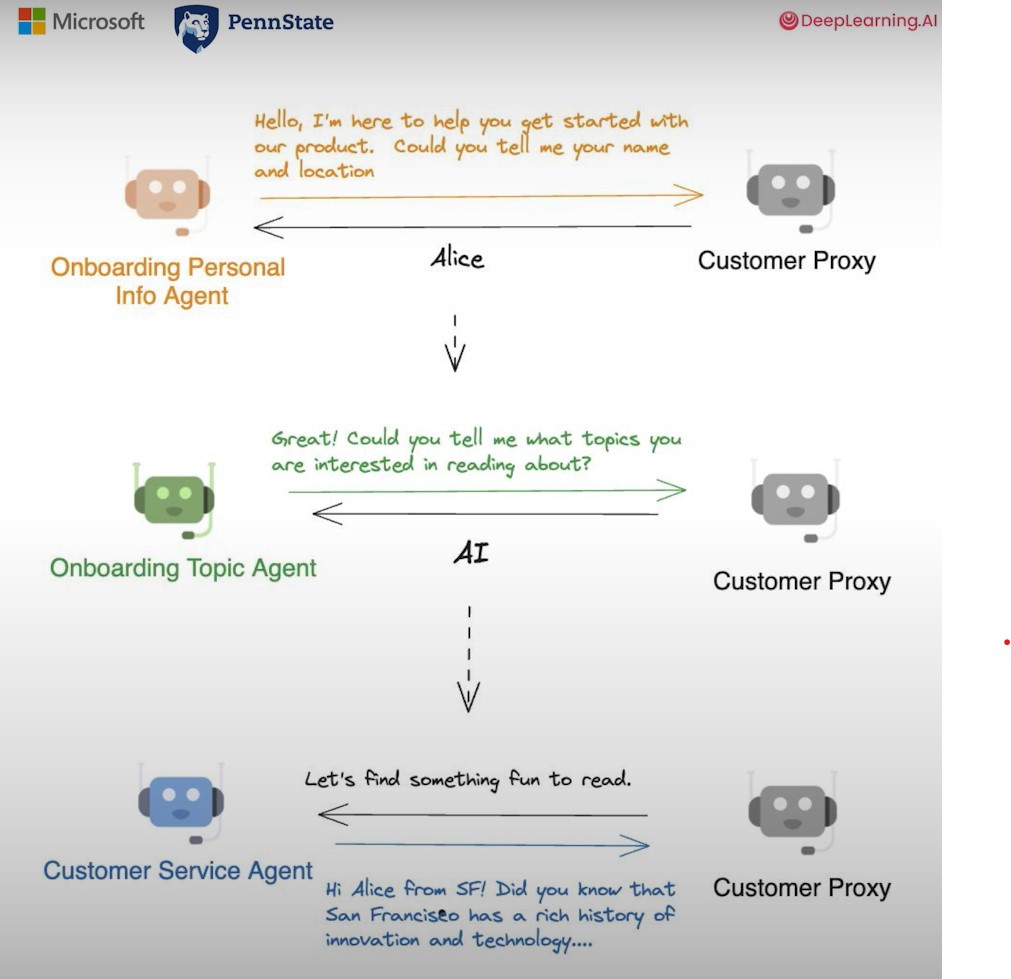 Microsoft
PennState
DeepLearning.AI
Hello, I'm here to help you get started with
our product. Could you tell me your name
and location
Alice
Onboarding Personal
Info Agent
Customer Proxy
Great! Could you tell me what topics you
are interested in reading about?
AI
Onboarding Topic Agent
Customer Proxy
Let's find something fun to read.
Customer Service Agent
Customer Proxy
Hi Alice from SF! Did you know that
San Francisco has a rich history of
innovation and technology....